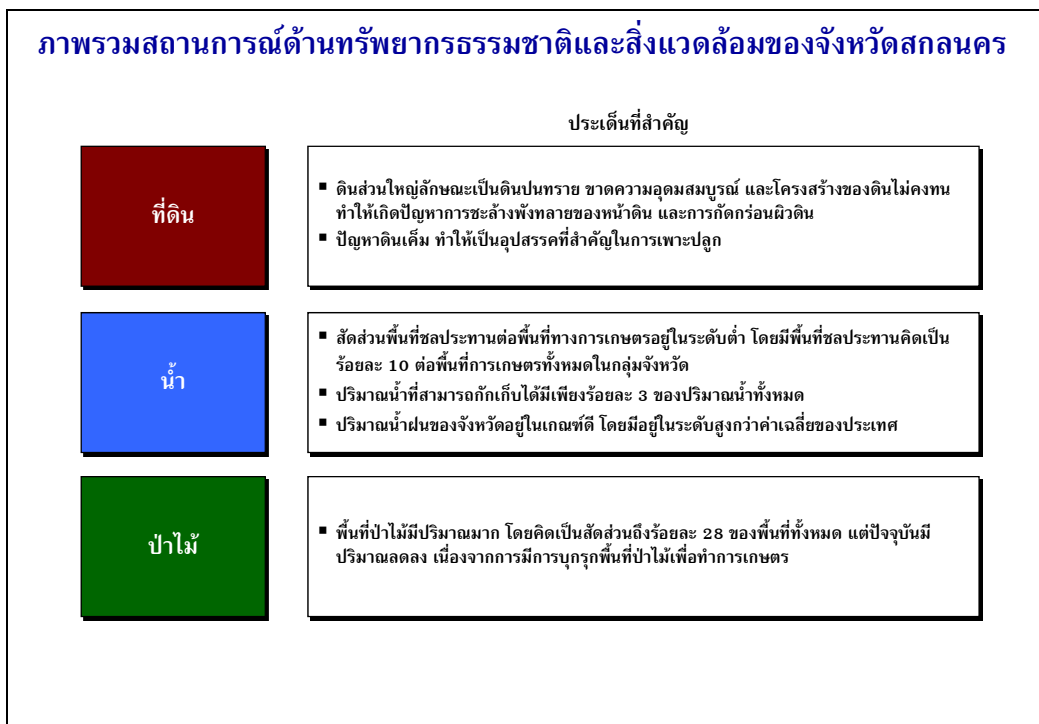 ภาพรวมสถานการณ์ด้านทรัพยากรธรรมชาติและสิ่งแวดล้อมของจังหวัดสกลนคร
ประเด็นที่สำคัญ
ที่ดิน
▪ ดินส่วนใหญ่ลักษณะเป็นดินปนทราย ขาดความอุดมสมบูรณ์ และโครงสร้างของดินไม่คงทน
ทำให้เกิดปัญหาการชะล้างพังทลายของหน้าดิน และการกัดกร่อนผิวดิน
▪ ปัญหาดินเค็ม ทำให้เป็นอุปสรรคที่สำคัญในการเพาะปลูก
น้ำ
▪ สัดส่วนพื้นที่ชลประทานต่อพื้นที่ทางการเกษตรอยู่ในระดับต่ำ โดยมีพื้นที่ชลประทานคิดเป็น
ร้อยละ 10 ต่อพื้นที่การเกษตรทั้งหมดในกลุ่มจังหวัด
▪ ปริมาณน้ำที่สามารถกักเก็บได้มีเพียงร้อยละ 3 ของปริมาณน้ำทั้งหมด
▪ ปริมาณน้ำฝนของจังหวัดอยู่ในเกณฑ์ดี โดยมีอยู่ในระดับสูงกว่าค่าเฉลี่ยของประเทศ
ป่าไม้
▪ พื้นที่ป่าไม้มีปริมาณมาก โดยคิดเป็นสัดส่วนถึงร้อยละ 28 ของพื้นที่ทั้งหมด แต่ปัจจุบันมี
ปริมาณลดลง เนื่องจากการมีการบุกรุกพื้นที่ป่าไม้เพื่อทำการเกษตร